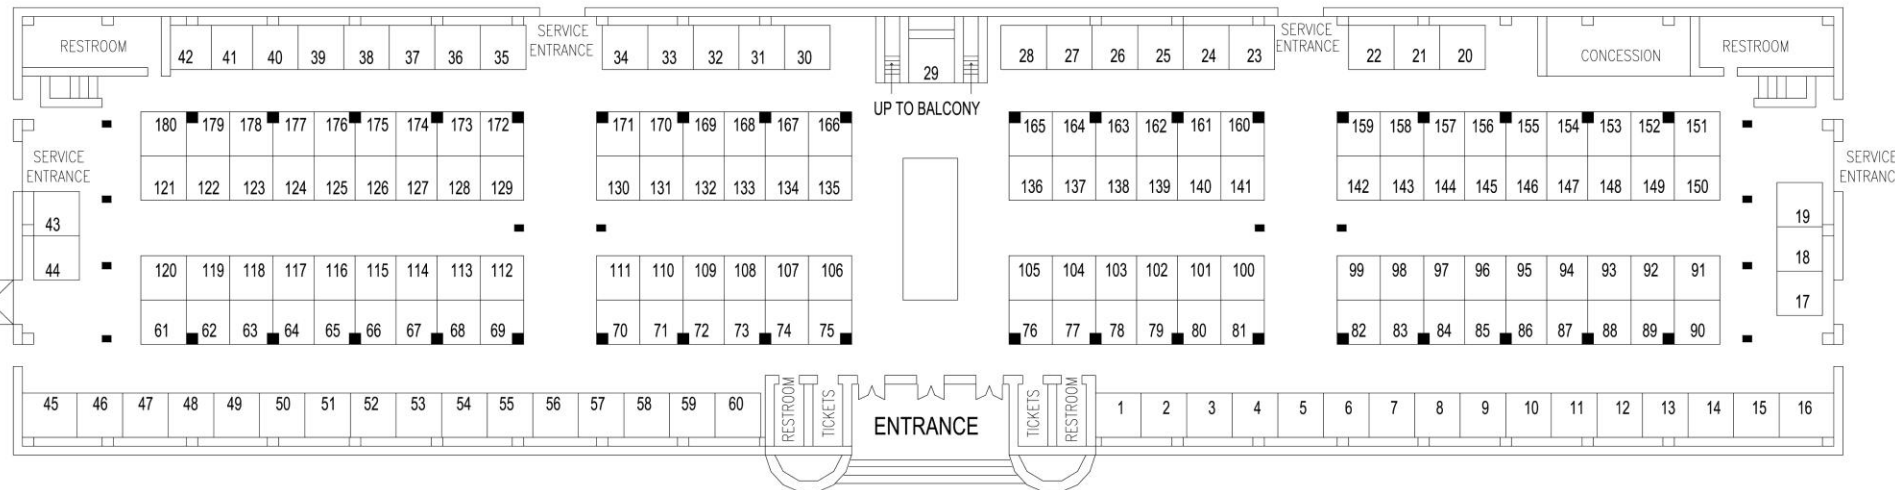 RESTROOM
42 41 40 39 38 37 36 35
SERVICE
ENTRANCE
34 33 32 31 30
29
UP TO BALCONY
28 27 26 25 24 23
SERVICE
ENTRANCE
22 21 20
CONCESSION
RESTROOM
180 179 178 177 176 175 174 173 172
171 170 169 168 167 166
165 164 163 162 161 160
159 158 157 156 155 154 153 152 151
SERVICE
ENTRANCE
121 122 123 124 125 126 127 128 129
130 131 132 133 134 135
136 137 138 139 140 141
142 143 144 145 146 147 148 149 150
SERVICE
ENTRANC
43
44
19
18
17
120 119 118 117 116 115 114 113 112
111 110 109 108 107 106
105 104 103 102 101 100
99 98 97 96 95 94 93 92 91
61 62 63 64 65 66 67 68 69
70 71 72 73 74 75
76 77 78 79 80 81
82 83 84 85 86 87 88 89 90
45 46 47 48 49 50 51 52 53 54 55 56 57 58 59 60
RESTROOM
TICKETS
ENTRANCE
TICKETS
RESTROOM
1 2 3 4 5 6 7 8 9 10 11 12 13 14 15 16